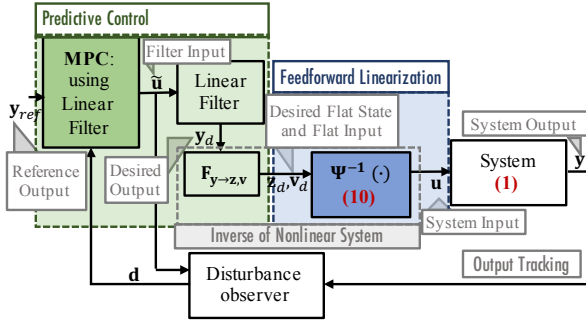 Predictive Control
MPC:
using
Linear
Filter
Filter Input
ũ
Linear
Filter
Feedforward Linearization
y_ref
Reference
Output
Desired
Output
y_d
Desired Flat State
and Flat Input
F_y→z,v
z_d,v_d
Ψ⁻¹ (·)
(10)
u
System
(1)
System Output
y
System Input
Inverse of Nonlinear System
d
Disturbance
observer
Output Tracking